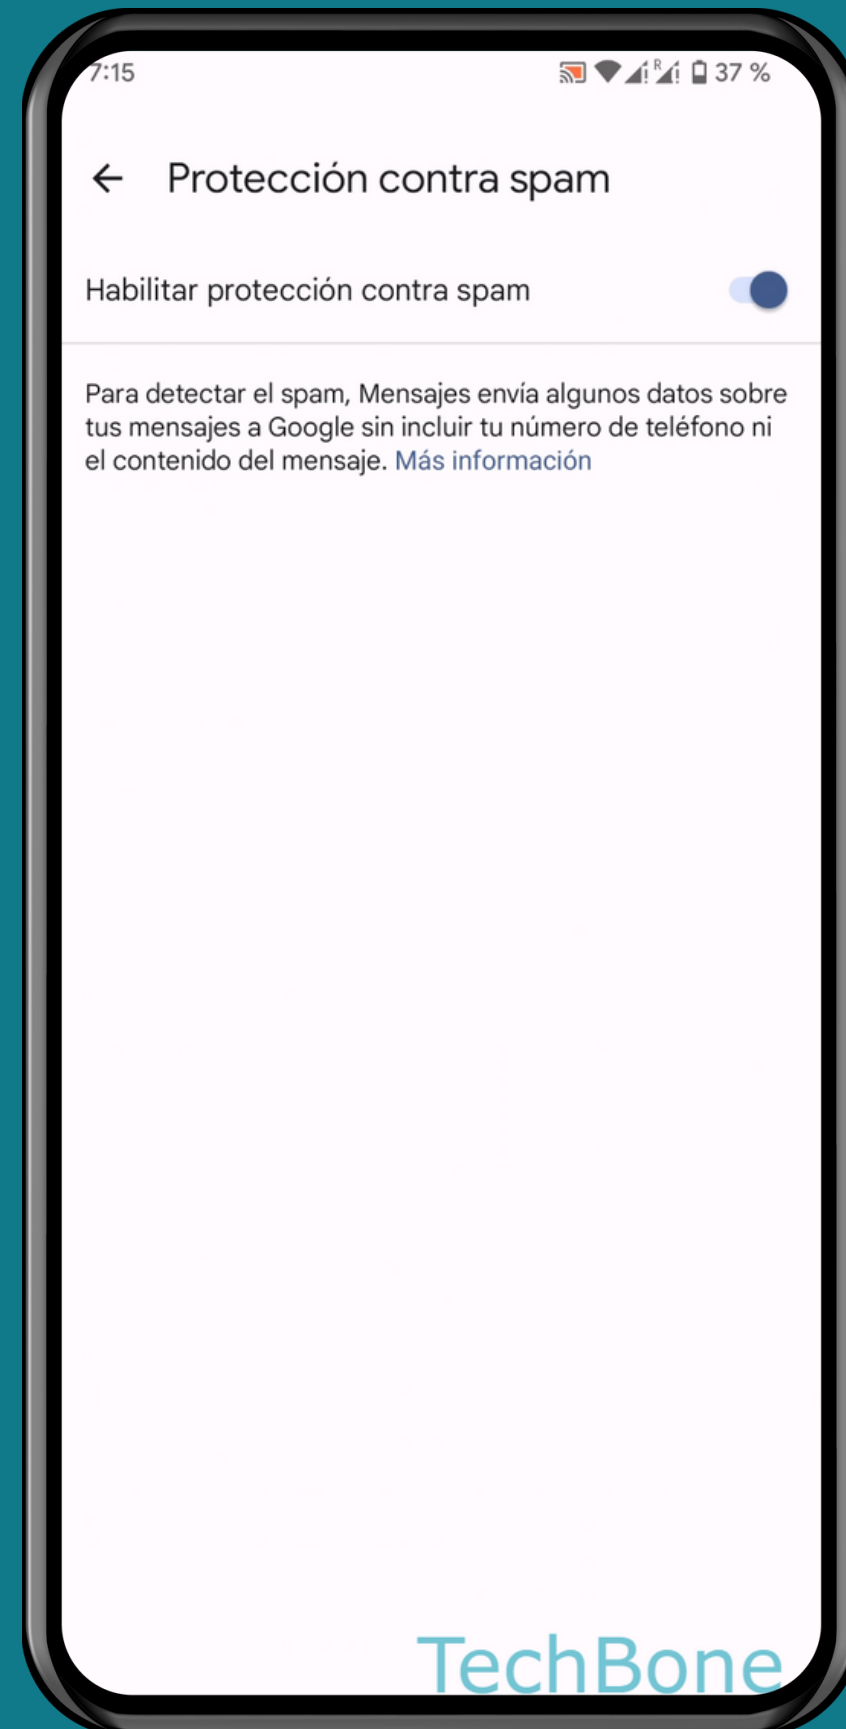 7:15 R 37 %
Protección contra spam
Habilitar protección contra spam
Para detectar el spam, Mensajes envía algunos datos sobre
tus mensajes a Google sin incluir tu número de teléfono ni
el contenido del mensaje. Más información
TechBone